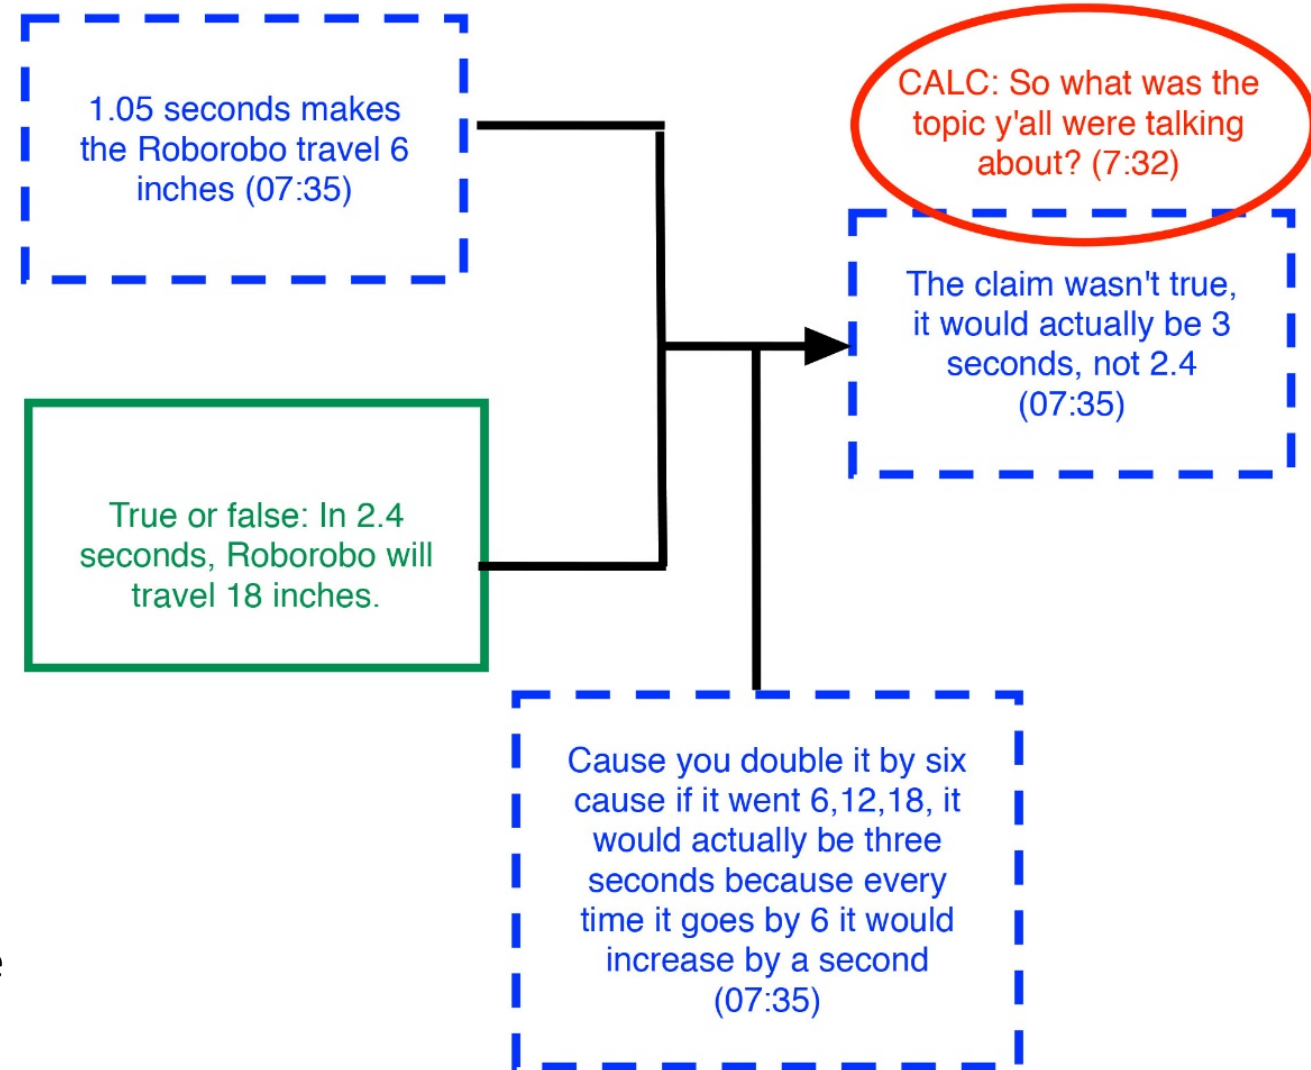 1.05 seconds makes
the Roborobo travel 6
inches (07:35)
CALC: So what was the
topic y'all were talking
about? (7:32)
The claim wasn't true,
it would actually be 3
seconds, not 2.4
(07:35)
True or false: In 2.4
seconds, Roborobo will
travel 18 inches.
Cause you double it by six
cause if it went 6,12,18, it
would actually be three
seconds because every
time it goes by 6 it would
increase by a second
(07:35)